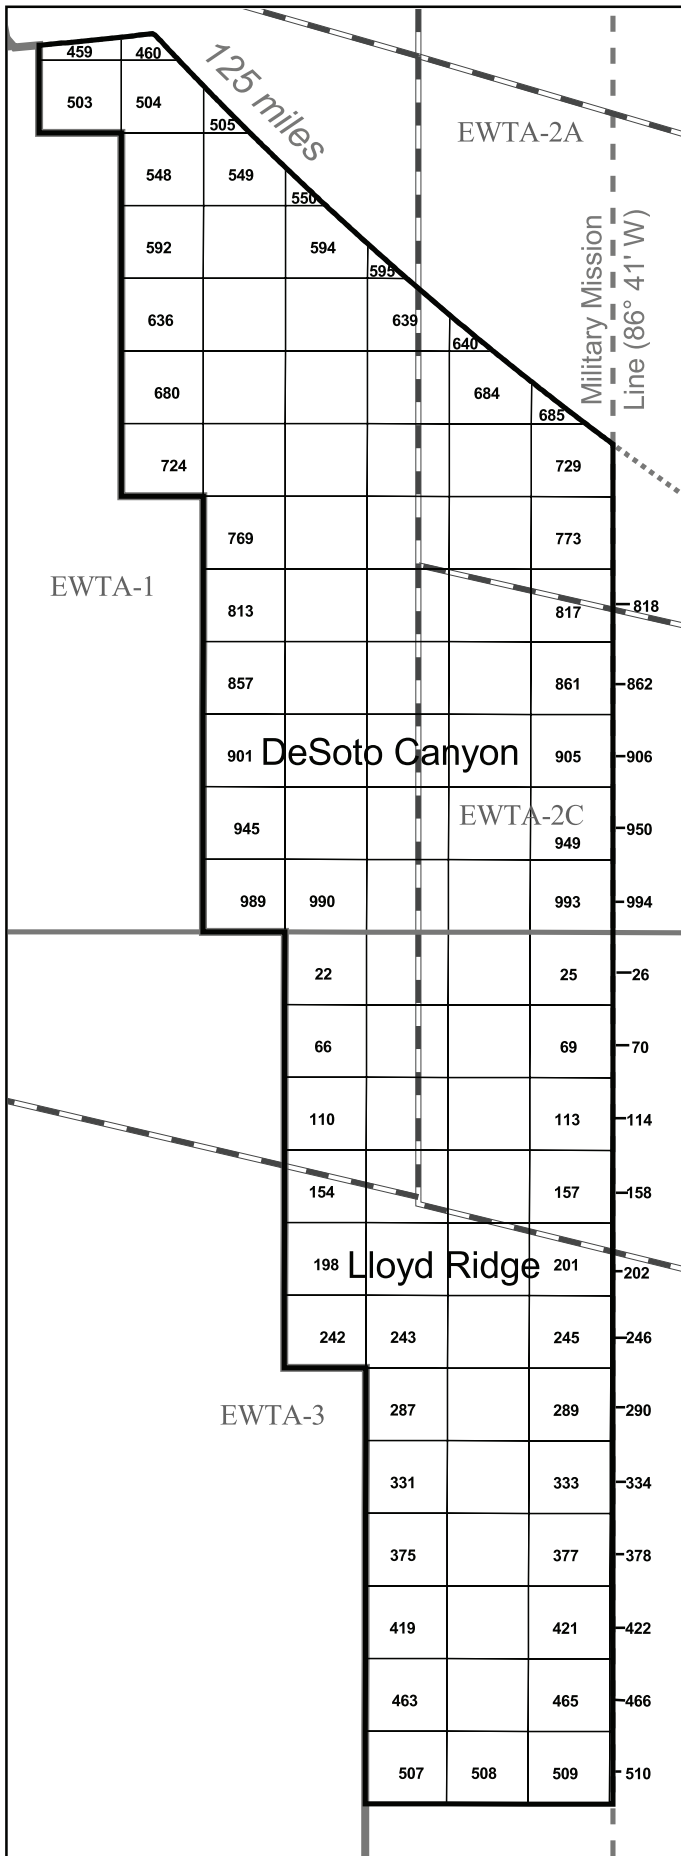 459 460
125 miles
503 504
505
EWTA-2A
548 549
550
592 594
595
Military Mission
Line (86° 41' W)
636 639
640
680 684
685
724 729
769 773
EWTA-1
813 817 818
857 861 862
901 DeSoto Canyon 905 906
EWTA-2C
945 949 950
989 990 993 994
22 25 26
66 69 70
110 113 114
154 157 158
198 Lloyd Ridge 201 202
242 243 245 246
EWTA-3
287 289 290
331 333 334
375 377 378
419 421 422
463 465 466
507 508 509 510